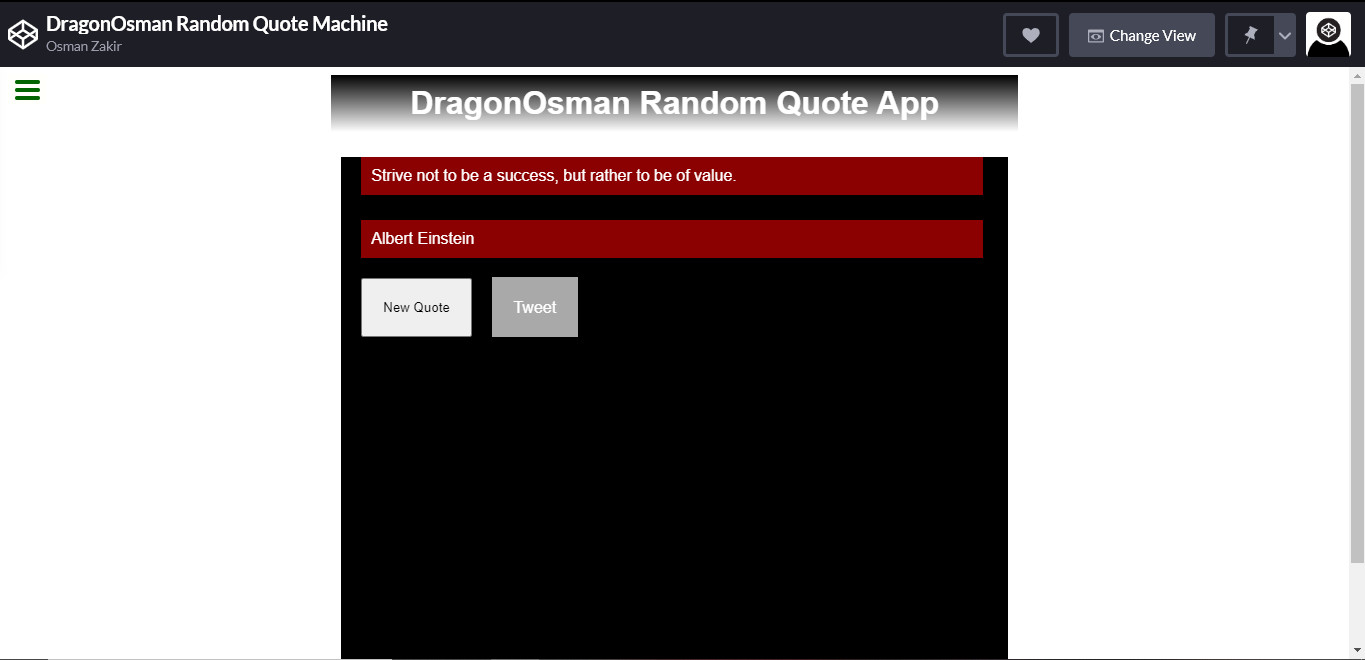 DragonOsman Random Quote Machine
Osman Zakir
Change View
DragonOsman Random Quote App
Strive not to be a success, but rather to be of value.
Albert Einstein
New Quote
Tweet